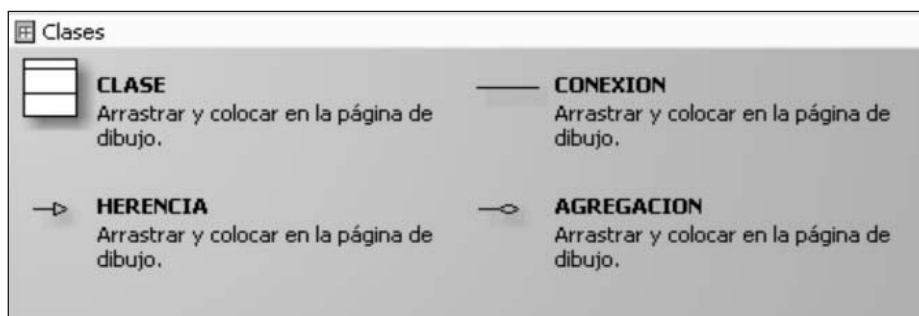 Clases
CLASE
Arrastrar y colocar en la página de
dibujo.
CONEXION
Arrastrar y colocar en la página de
dibujo.
HERENCIA
Arrastrar y colocar en la página de
dibujo.
AGREGACION
Arrastrar y colocar en la página de
dibujo.